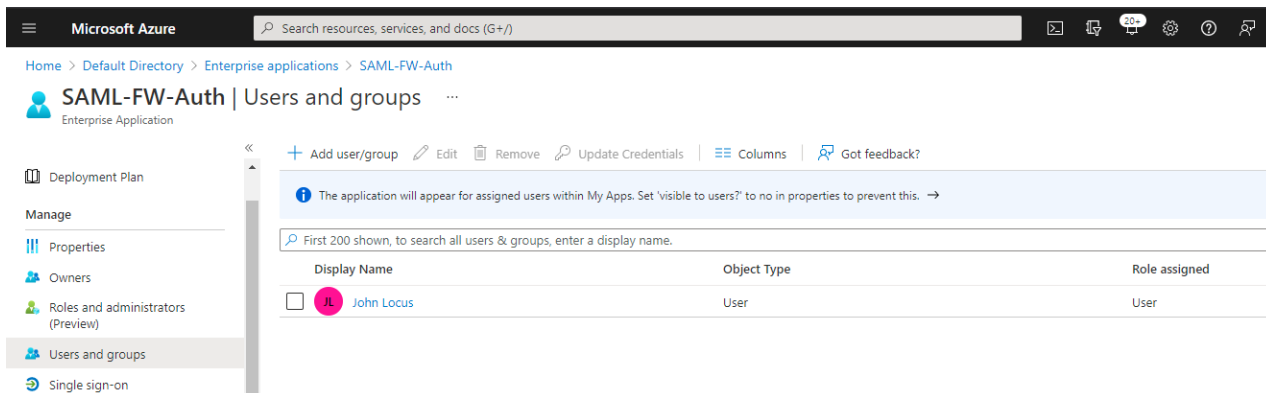 Microsoft Azure
Search resources, services, and docs (G+/)
20+
Home > Default Directory > Enterprise applications > SAML-FW-Auth
SAML-FW-Auth | Users and groups ...
Enterprise Application
«
Add user/group Edit Remove Update Credentials Columns Got feedback?
Deployment Plan
The application will appear for assigned users within My Apps. Set 'visible to users?' to no in properties to prevent this. →
Manage
Properties
Owners
Roles and administrators
(Preview)
Users and groups
Single sign-on
First 200 shown, to search all users & groups, enter a display name.
Display Name Object Type Role assigned
JL John Locus User User